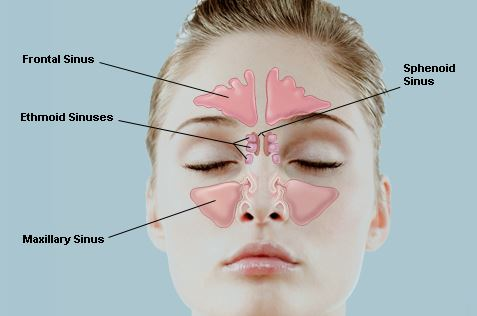 Frontal Sinus
Sphenoid
Sinus
Ethmoid Sinuses
Maxillary Sinus